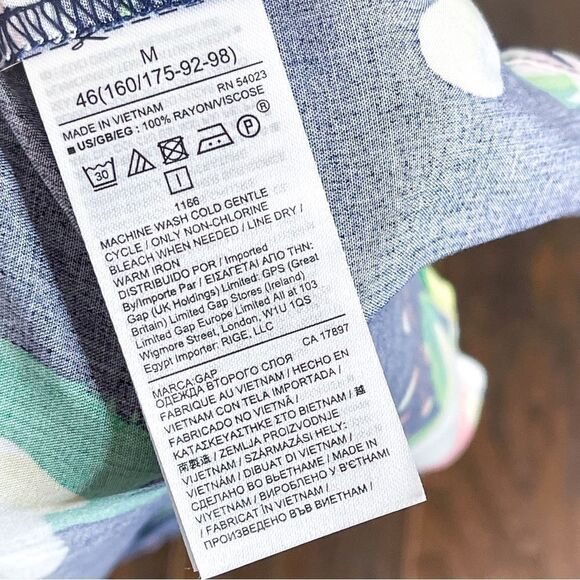 M
46(160/175-92-98)
RN 54023
MADE IN VIETNAM
US/GB/EG: 100% RAYON/VISCOSE
30
P
®
I
1166
MACHINE WASH COLD GENTLE
CYCLE / ONLY NON-CHLORINE
BLEACH WHEN NEEDED / LINE DRY /
WARM IRON
DISTRIBUIDO POR / Imported
By/Importe Par / ΕΙΣΑΓΕΤΑΙ ΑΠΟ ΤΗΝ:
Gap (UK Holdings) Limited: GPS (Great
Britain) Limited Gap Stores (Ireland)
Limited Gap Europe Limited All at 103
Wigmore Street, London, W1U 1QS
Egypt Importer: RIGE, LLC
CA 17897
MARCA:GAP
ОДЕЖДА ВТОРОГО СЛОЯ
FABRIQUE AU VIETNAM / HECHO EN
VIETNAM CON TELA IMPORTADA /
FABRICADO NO VIETNÃ /
ΚΑΤΑΣΚΕΥΑΣΤΗΚΕ ΣΤΟ ΒΙΕΤΝΑΜ / 越
南製造 / ZEMLJA PROIZVODNJE
VIJETNAM / SZÁRMAZÁSI HELY:
VIETNÁM / DIBUAT DI VIETNAM /
СДЕЛАНО ВО ВЬЕТНАМЕ / MADE IN
VIYETNAM / ВИРОБЛЕНО У В'ЄТНАМІ
/ FABRICAT ÎN VIETNAM /
ПРОИЗВЕДЕНО ВЪВ ВИЕТНАМ /